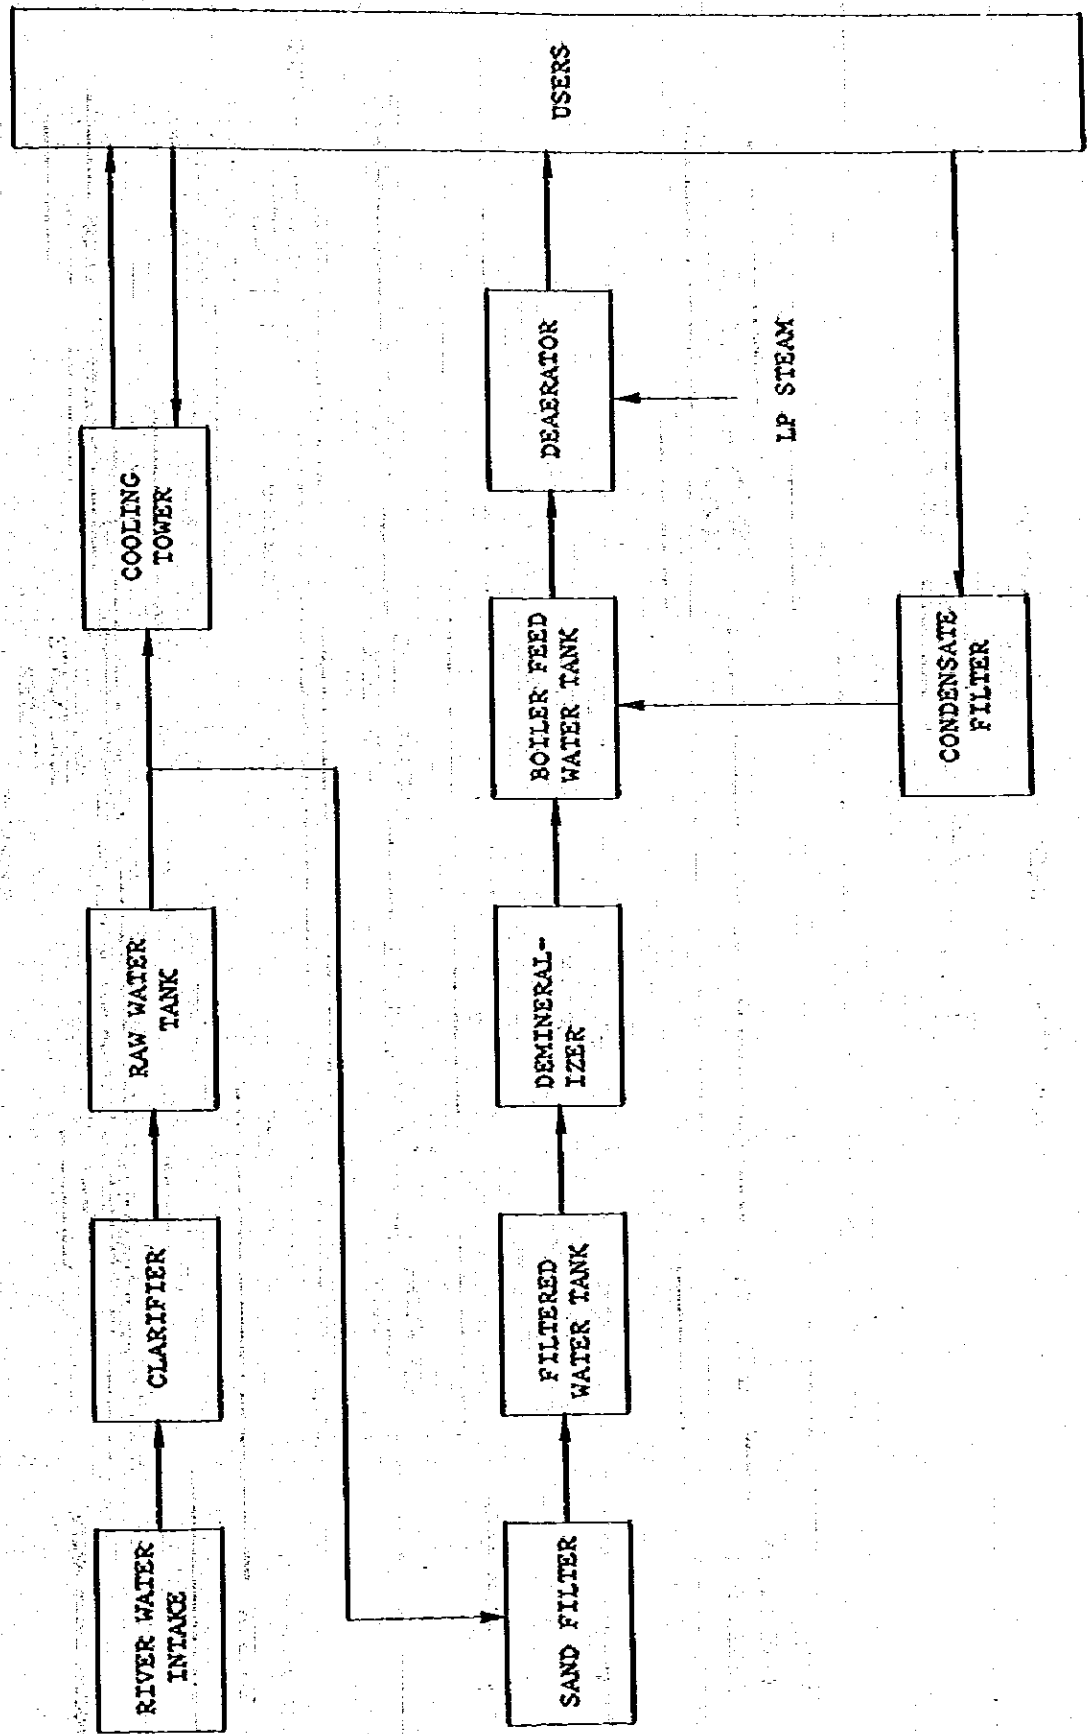 RIVER WATER
INTAKE
CLARIFIER
RAW WATER
TANK
COOLING
TOWER
USERS
SAND FILTER
FILTERED
WATER TANK
DEMINERAL-
IZER
BOILER FEED
WATER TANK
DEAERATOR
LP STEAM
CONDENSATE
FILTER